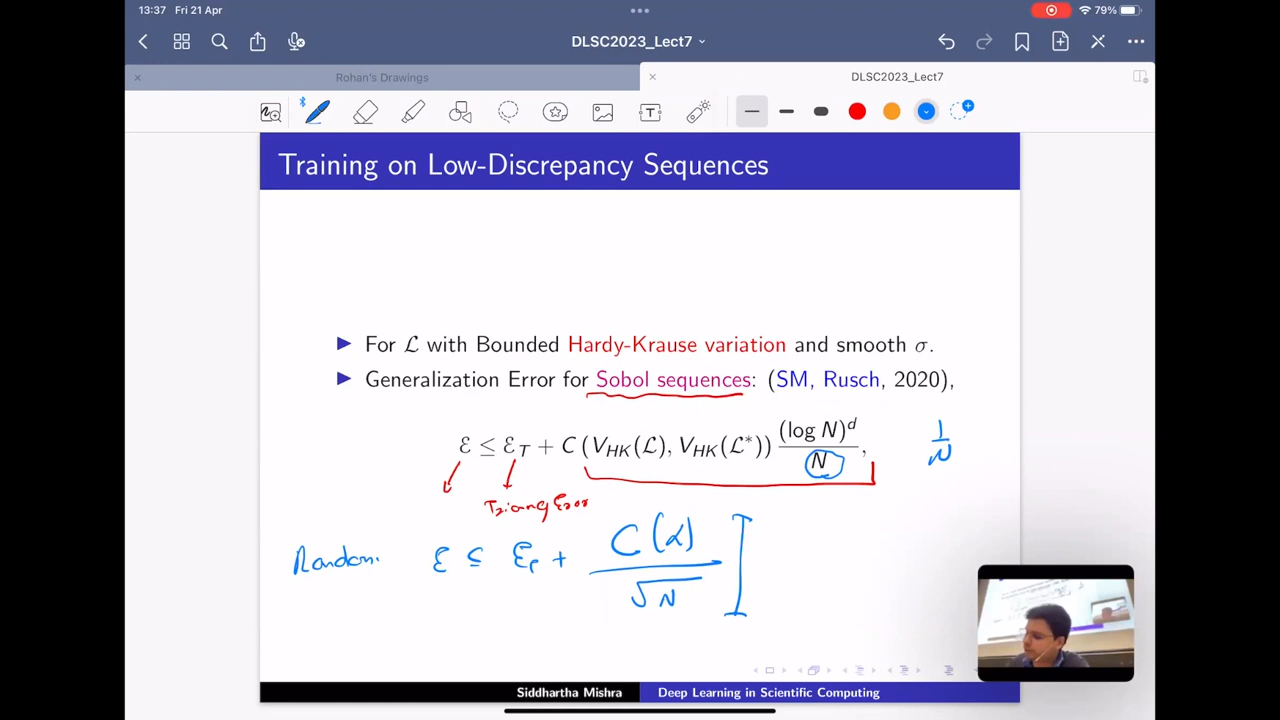 13:37 Fri 21 Apr
79%
DLSC2023_Lect7
Rohan's Drawings
DLSC2023_Lect7
Training on Low-Discrepancy Sequences
For ℒ with Bounded Hardy-Krause variation and smooth σ.
Generalization Error for Sobol sequences: (SM, Rusch, 2020),
ℰ ≤ ℰ_T + C (V_HK(ℒ), V_HK(ℒ*)) (log N)^d / N,
1/N
Error
Random: ℰ ≤ + C(α)/√N
Siddhartha Mishra
Deep Learning in Scientific Computing